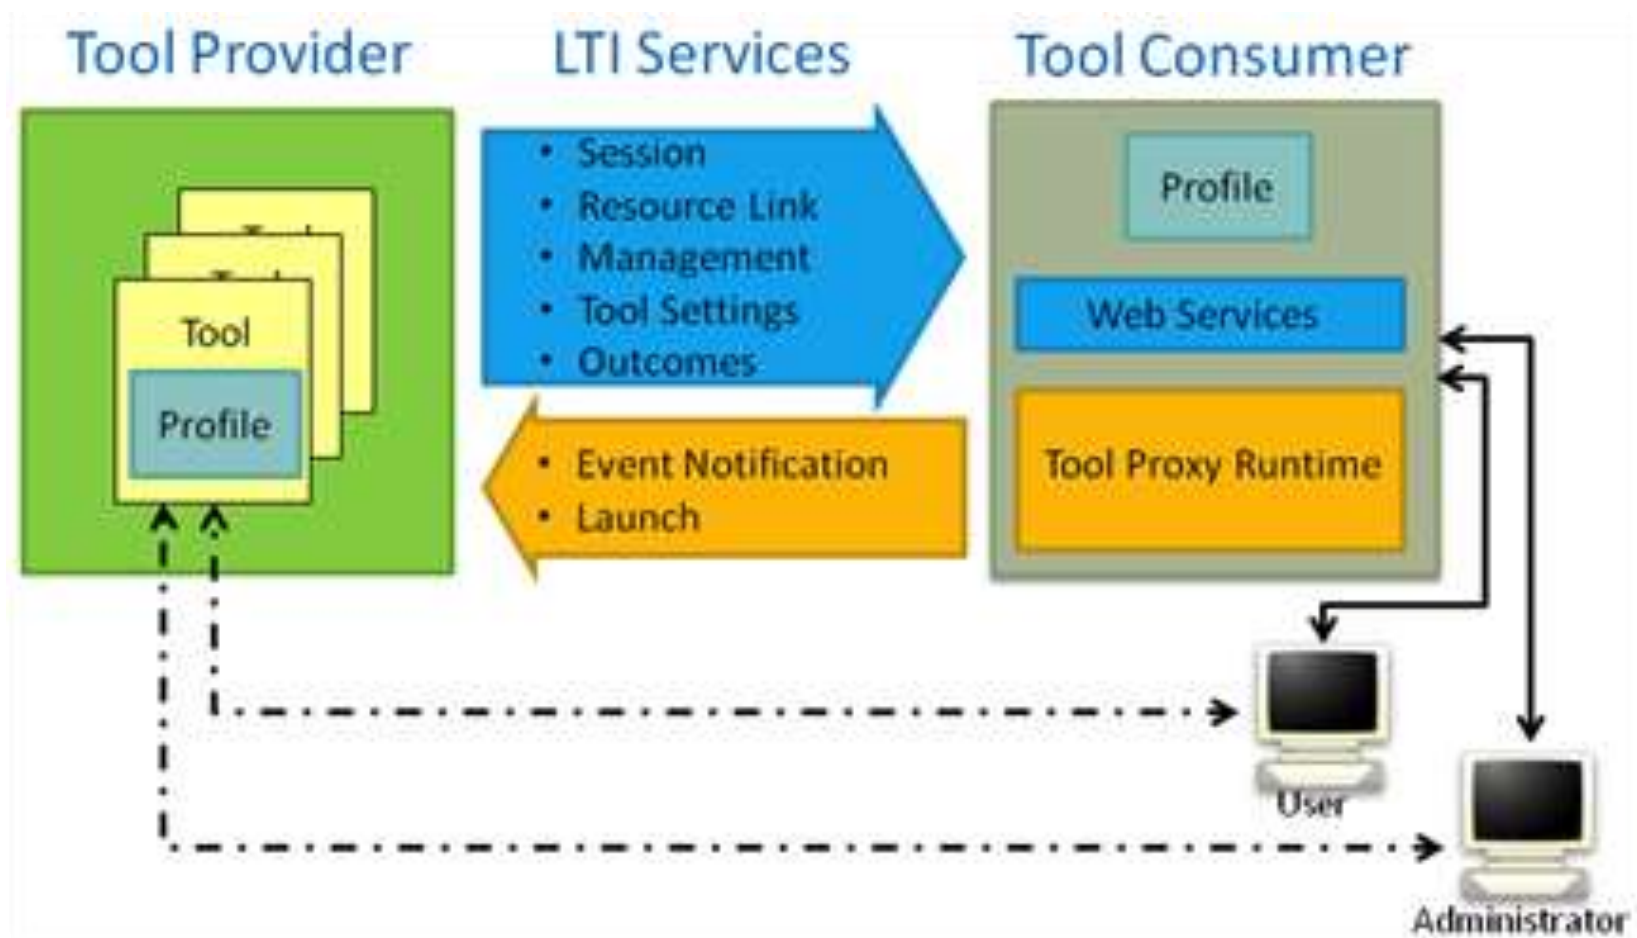 Tool Provider
LTI Services
Tool Consumer
Tool
Profile
• Session
• Resource Link
• Management
• Tool Settings
• Outcomes
• Event Notification
• Launch
Profile
Web Services
Tool Proxy Runtime
User
Administrator